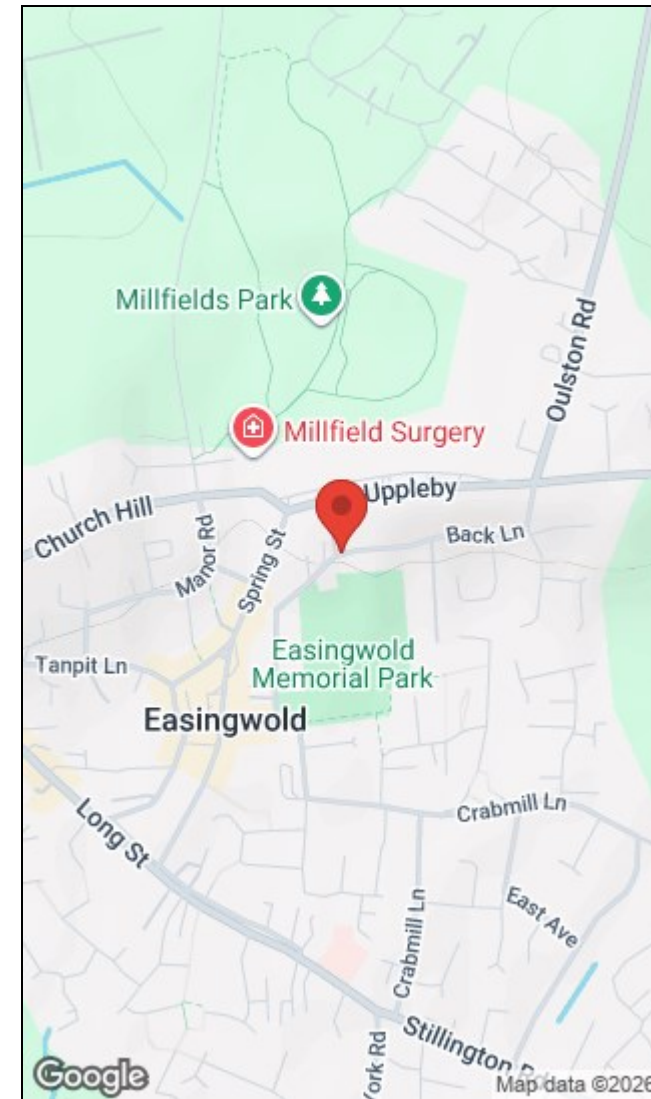 Millfields Park
Oulston Rd
Millfield Surgery
Uppleby
Church Hill
Back Ln
Manor Rd
Spring St
Easingwold
Memorial Park
Tanpit Ln
Easingwold
Long St
Crabmill Ln
East Ave
Crabmill Ln
Stillington Rd
York Rd
Google
Map data ©2026